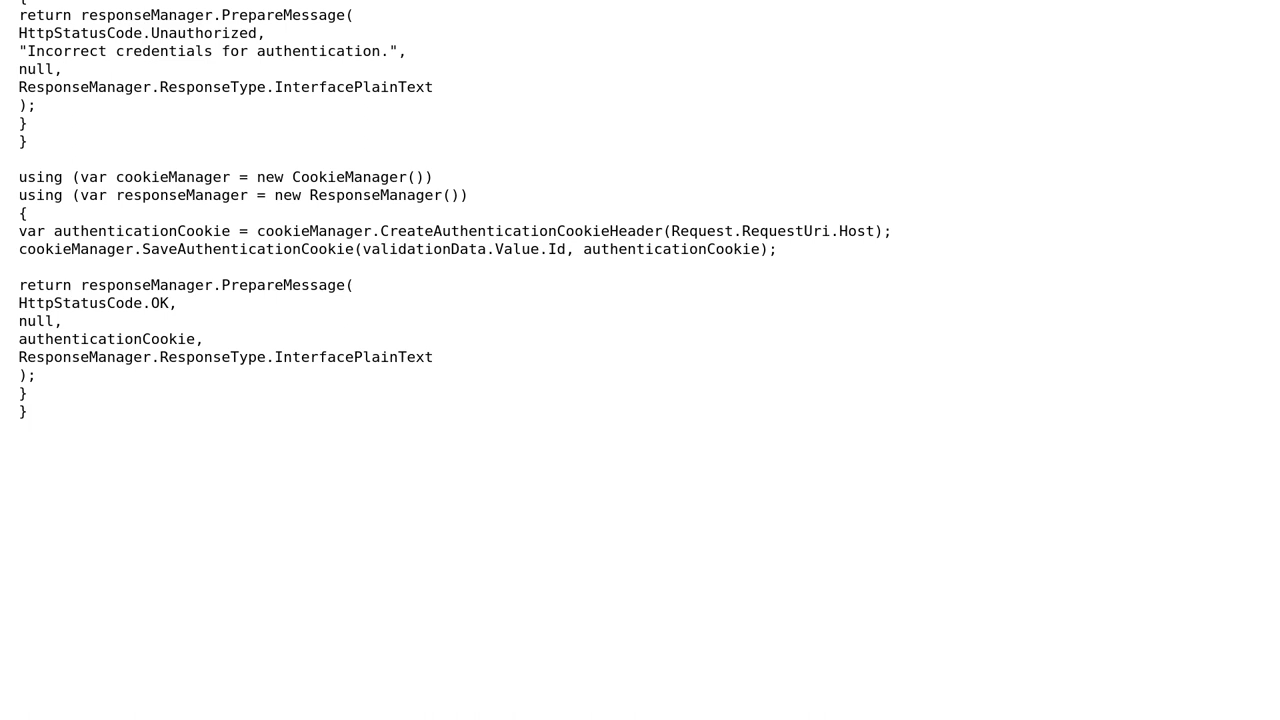 {
return responseManager.PrepareMessage(
HttpStatusCode.Unauthorized,
"Incorrect credentials for authentication.",
null,
ResponseManager.ResponseType.InterfacePlainText
);
}
}

using (var cookieManager = new CookieManager())
using (var responseManager = new ResponseManager())
{
var authenticationCookie = cookieManager.CreateAuthenticationCookieHeader(Request.RequestUri.Host);
cookieManager.SaveAuthenticationCookie(validationData.Value.Id, authenticationCookie);

return responseManager.PrepareMessage(
HttpStatusCode.OK,
null,
authenticationCookie,
ResponseManager.ResponseType.InterfacePlainText
);
}
}